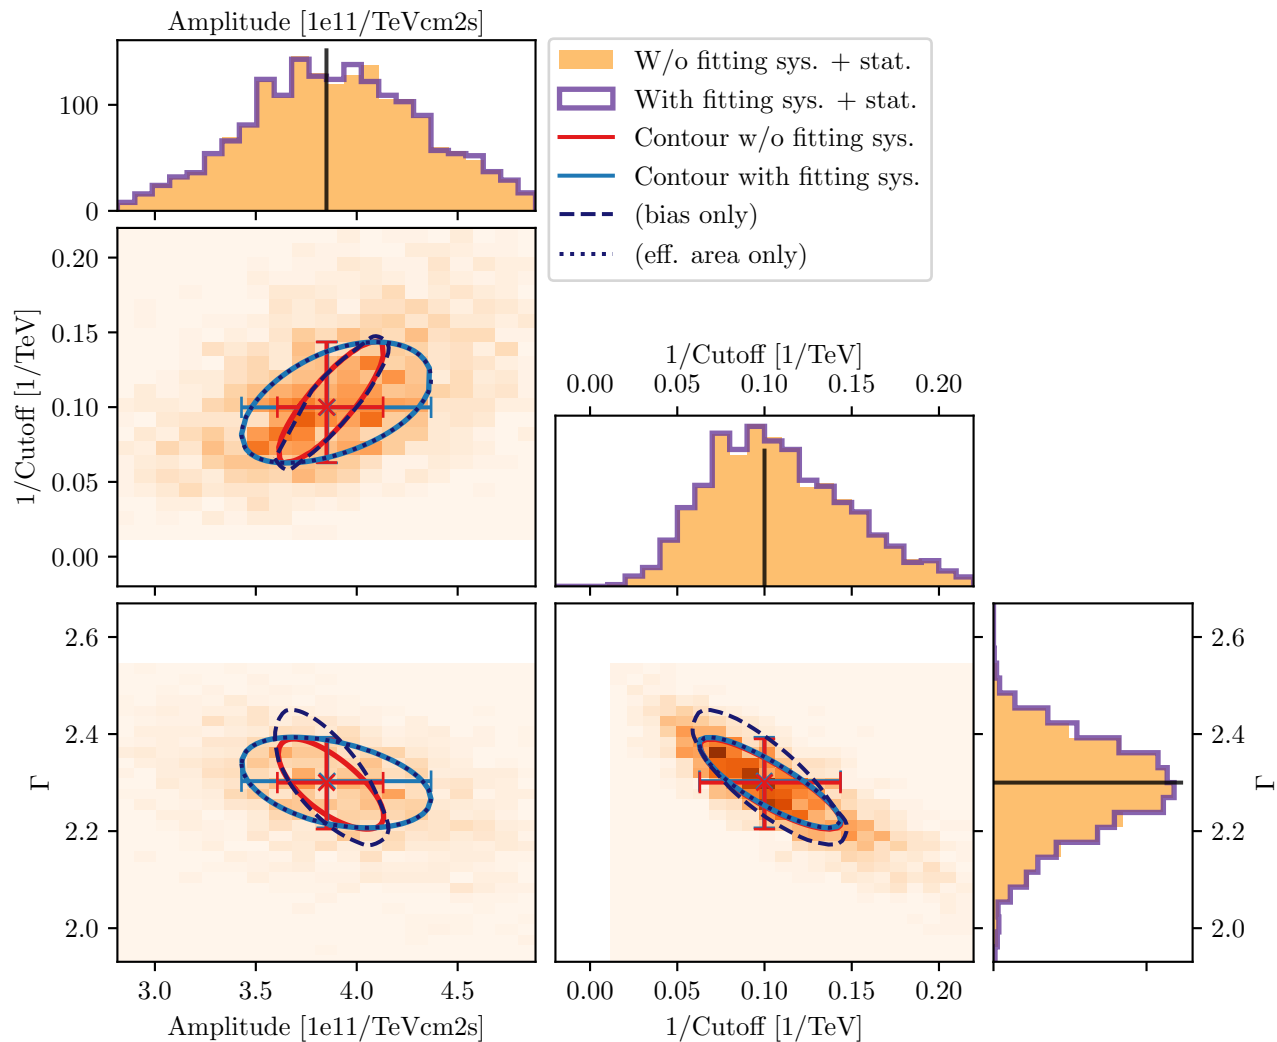 Amplitude [1e11/TeVcm2s]
100
0
W/o fitting sys. + stat.
With fitting sys. + stat.
Contour w/o fitting sys.
Contour with fitting sys.
(bias only)
(eff. area only)
0.20
0.15
0.10
0.05
0.00
1/Cutoff [1/TeV]
1/Cutoff [1/TeV]
0.00 0.05 0.10 0.15 0.20
2.6
2.4
2.2
2.0
Γ
3.0 3.5 4.0 4.5
Amplitude [1e11/TeVcm2s]
0.00 0.05 0.10 0.15 0.20
1/Cutoff [1/TeV]
2.6
2.4
2.2
2.0
Γ